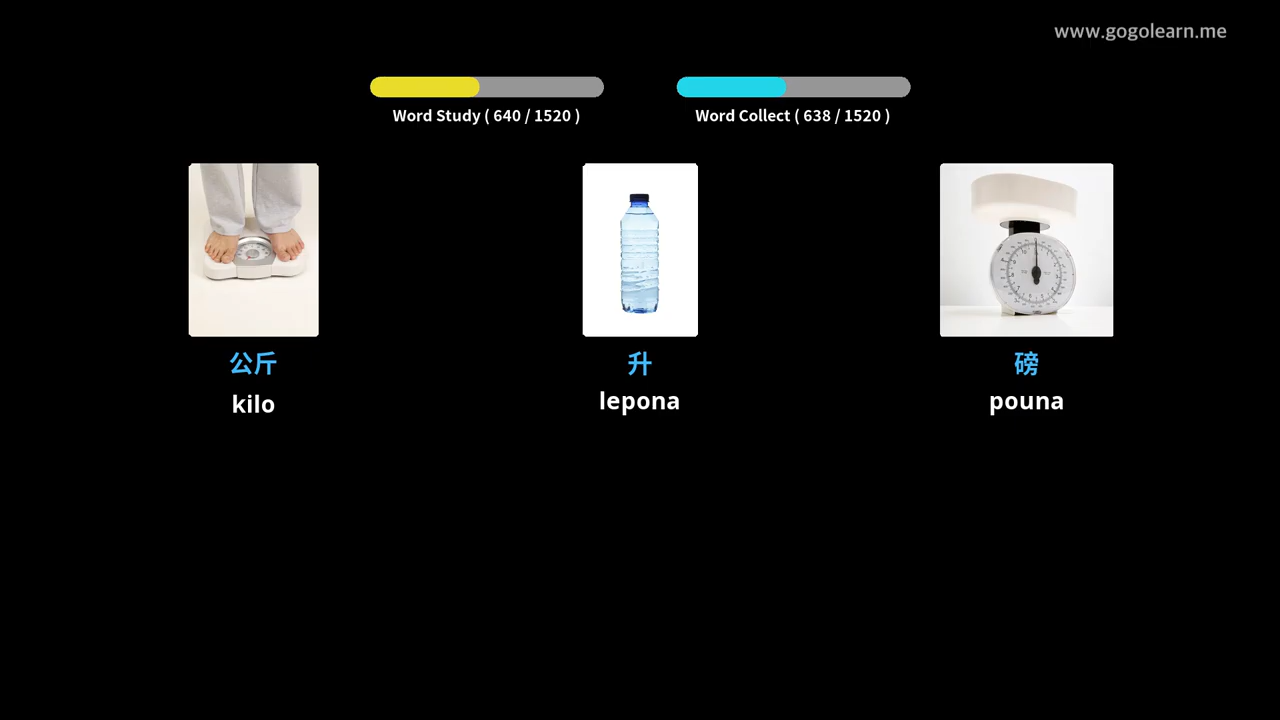 www.gogolearn.me
Word Study ( 640 / 1520 )
Word Collect ( 638 / 1520 )
公斤
升
磅
kilo
lepona
pouna